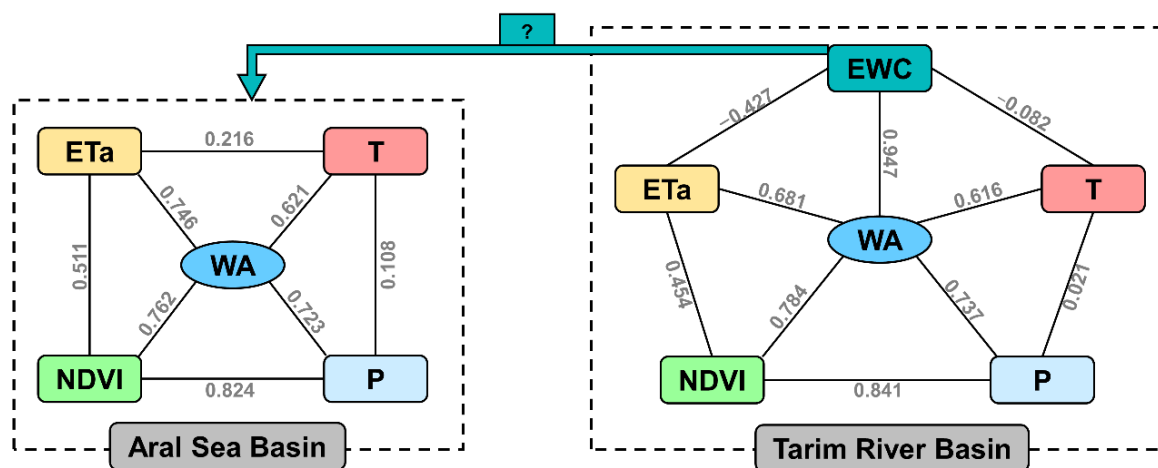 ?
EWC
−0.427
0.947
−0.082
ETa
0.216
T
0.746
0.621
0.511
WA
0.108
0.762
0.723
NDVI
0.824
P
Aral Sea Basin
ETa
0.681
0.616
T
WA
0.454
0.784
0.737
0.021
NDVI
0.841
P
Tarim River Basin